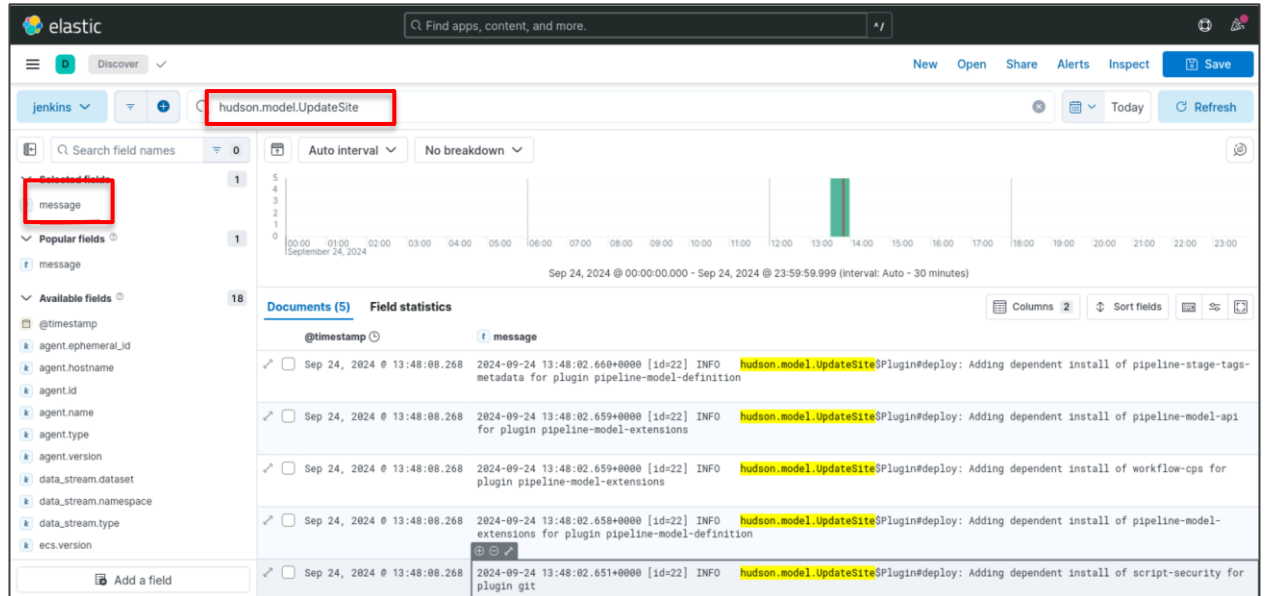 elastic
Find apps, content, and more.
^/
D
Discover
New
Open
Share
Alerts
Inspect
Save
jenkins
hudson.model.UpdateSite
Today
Refresh
Search field names
0
Auto interval
No breakdown
Selected fields
1
message
Popular fields
1
t message
Available fields
18
@timestamp
k agent.ephemeral_id
k agent.hostname
k agent.id
k agent.name
k agent.type
k agent.version
k data_stream.dataset
k data_stream.namespace
k data_stream.type
k ecs.version
Add a field
5
4
3
2
1
0
00:00 01:00 02:00 03:00 04:00 05:00 06:00 07:00 08:00 09:00 10:00 11:00 12:00 13:00 14:00 15:00 16:00 17:00 18:00 19:00 20:00 21:00 22:00 23:00
September 24, 2024
Sep 24, 2024 @ 00:00:00.000 - Sep 24, 2024 @ 23:59:59.999 (interval: Auto - 30 minutes)
Documents (5) Field statistics
Columns 2
Sort fields
@timestamp
t message
Sep 24, 2024 @ 13:48:08.268 2024-09-24 13:48:02.660+0000 [id=22] INFO hudson.model.UpdateSite$Plugin#deploy: Adding dependent install of pipeline-stage-tags-
metadata for plugin pipeline-model-definition
Sep 24, 2024 @ 13:48:08.268 2024-09-24 13:48:02.659+0000 [id=22] INFO hudson.model.UpdateSite$Plugin#deploy: Adding dependent install of pipeline-model-api
for plugin pipeline-model-extensions
Sep 24, 2024 @ 13:48:08.268 2024-09-24 13:48:02.659+0000 [id=22] INFO hudson.model.UpdateSite$Plugin#deploy: Adding dependent install of workflow-cps for
plugin pipeline-model-extensions
Sep 24, 2024 @ 13:48:08.268 2024-09-24 13:48:02.658+0000 [id=22] INFO hudson.model.UpdateSite$Plugin#deploy: Adding dependent install of pipeline-model-
extensions for plugin pipeline-model-definition
Sep 24, 2024 @ 13:48:08.268 2024-09-24 13:48:02.651+0000 [id=22] INFO hudson.model.UpdateSite$Plugin#deploy: Adding dependent install of script-security for
plugin git